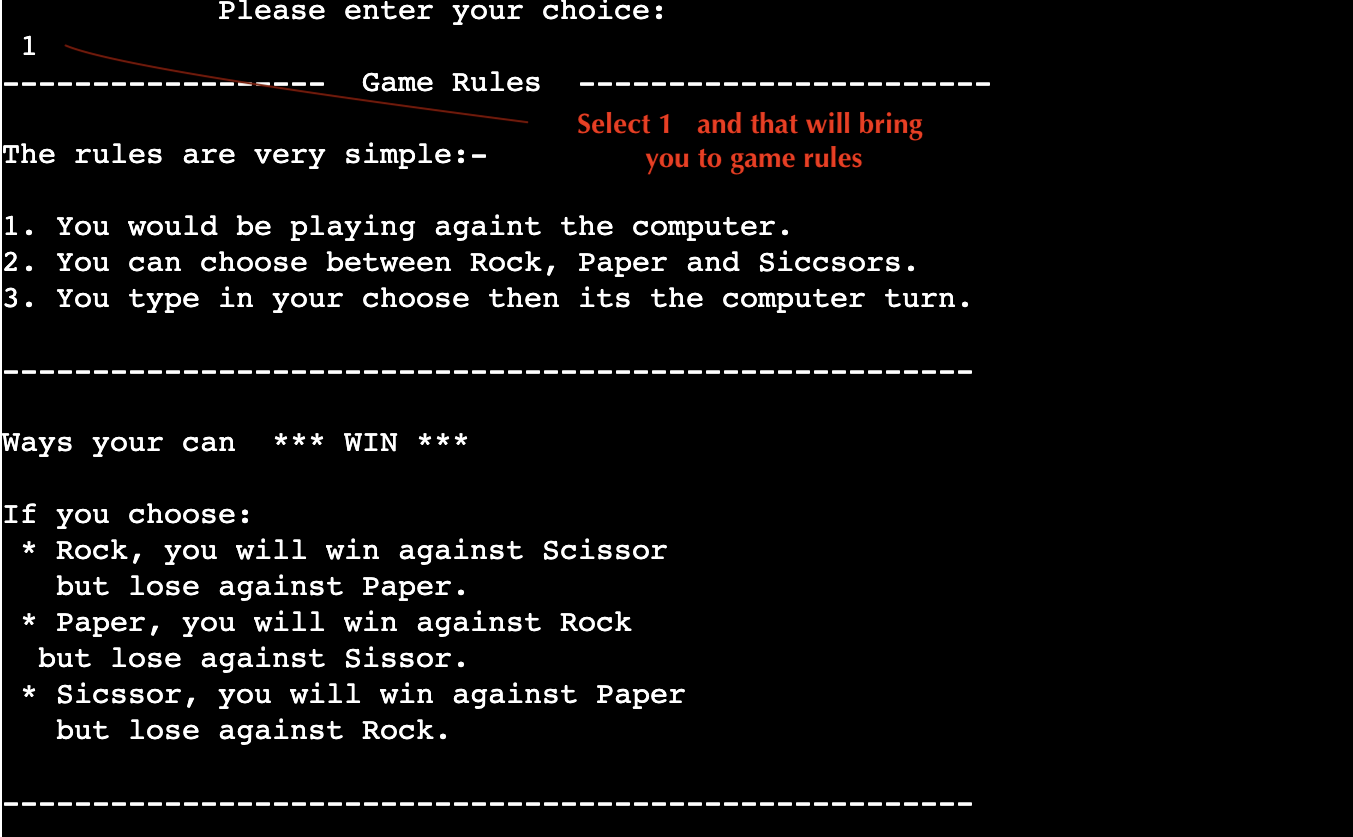 Please enter your choice:
1
------------------ Game Rules -----------------------
Select 1 and that will bring
you to game rules
The rules are very simple:-
1. You would be playing againt the computer.
2. You can choose between Rock, Paper and Siccsors.
3. You type in your choose then its the computer turn.
------------------------------------------------------
Ways your can *** WIN ***
If you choose:
* Rock, you will win against Scissor
but lose against Paper.
* Paper, you will win against Rock
but lose against Sissor.
* Sicssor, you will win against Paper
but lose against Rock.
------------------------------------------------------